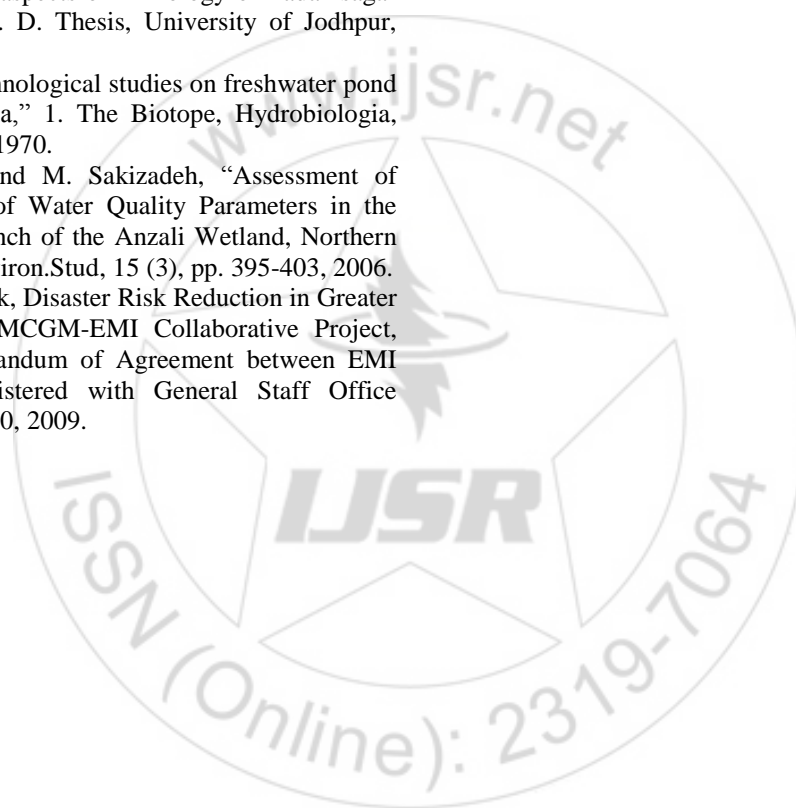 . D. Thesis, University of Jodhpur,
hnological studies on freshwater pond
a,” 1. The Biotope, Hydrobiologia,
1970.
nd M. Sakizadeh, “Assessment of
of Water Quality Parameters in the
nch of the Anzali Wetland, Northern
iron.Stud, 15 (3), pp. 395-403, 2006.
k, Disaster Risk Reduction in Greater
MCGM-EMI Collaborative Project,
andum of Agreement between EMI
istered with General Staff Office
0, 2009.
www.ijsr.net
IJSR
ISSN (Online): 2319-7064